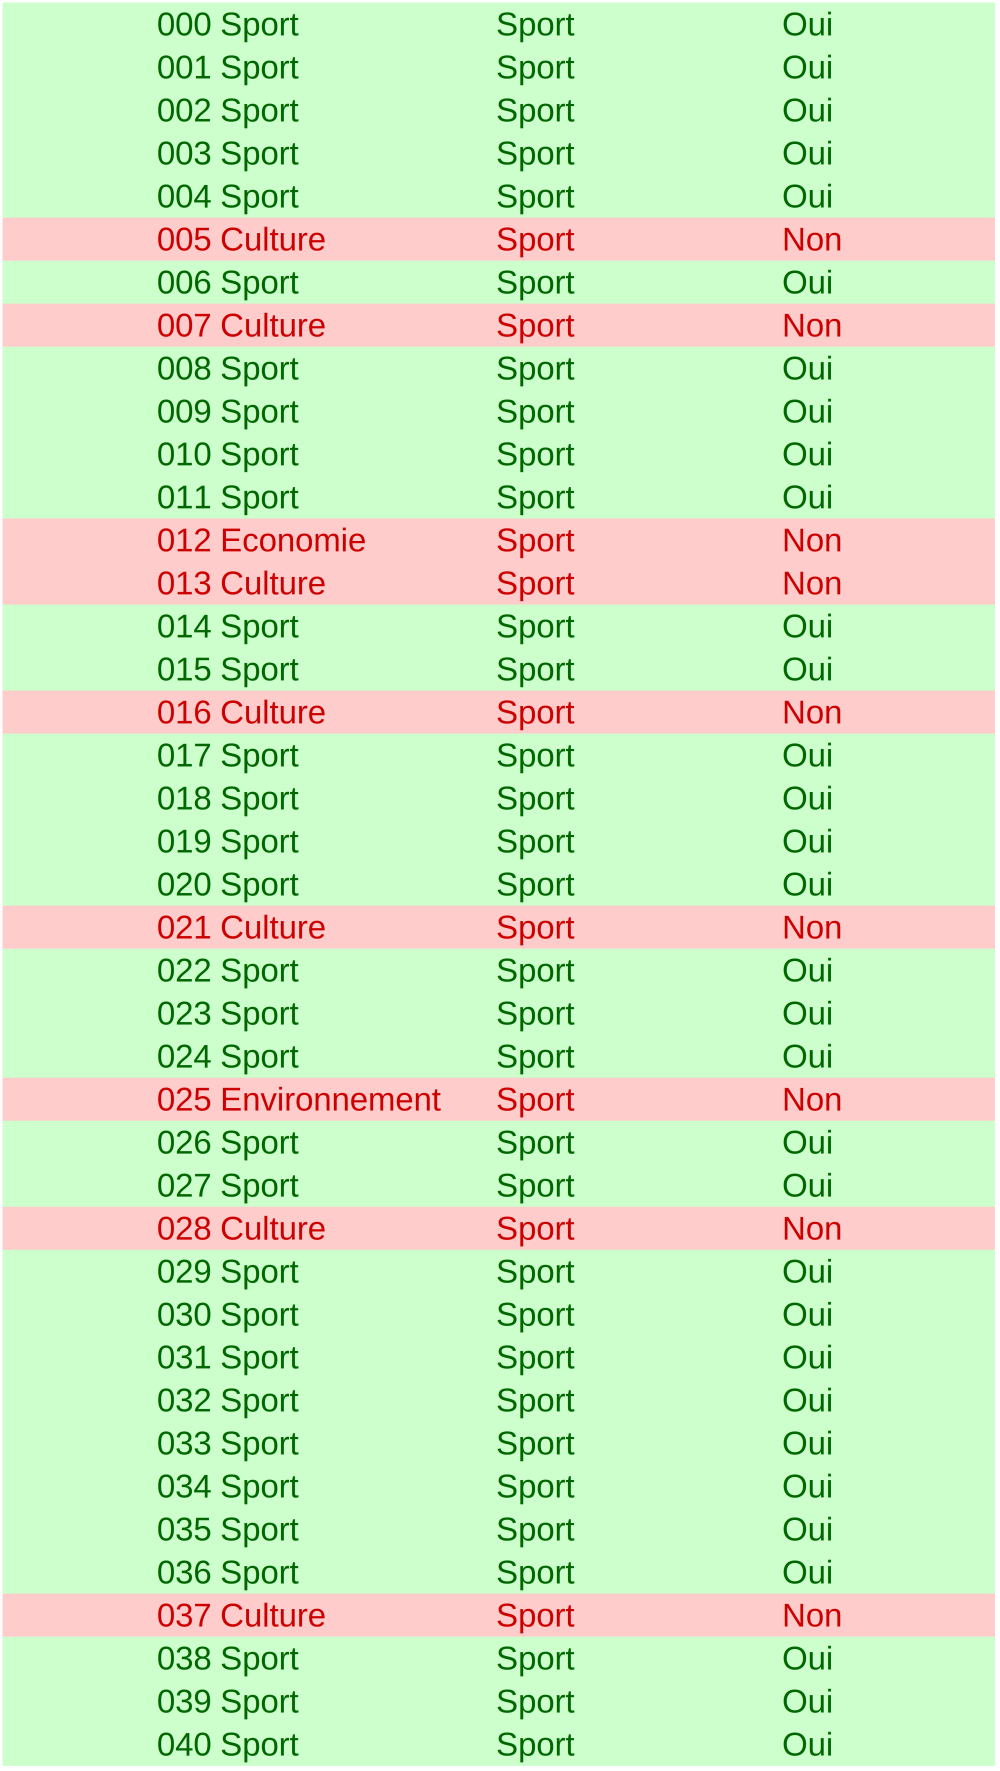 000 Sport Sport Oui
001 Sport Sport Oui
002 Sport Sport Oui
003 Sport Sport Oui
004 Sport Sport Oui
005 Culture Sport Non
006 Sport Sport Oui
007 Culture Sport Non
008 Sport Sport Oui
009 Sport Sport Oui
010 Sport Sport Oui
011 Sport Sport Oui
012 Economie Sport Non
013 Culture Sport Non
014 Sport Sport Oui
015 Sport Sport Oui
016 Culture Sport Non
017 Sport Sport Oui
018 Sport Sport Oui
019 Sport Sport Oui
020 Sport Sport Oui
021 Culture Sport Non
022 Sport Sport Oui
023 Sport Sport Oui
024 Sport Sport Oui
025 Environnement Sport Non
026 Sport Sport Oui
027 Sport Sport Oui
028 Culture Sport Non
029 Sport Sport Oui
030 Sport Sport Oui
031 Sport Sport Oui
032 Sport Sport Oui
033 Sport Sport Oui
034 Sport Sport Oui
035 Sport Sport Oui
036 Sport Sport Oui
037 Culture Sport Non
038 Sport Sport Oui
039 Sport Sport Oui
040 Sport Sport Oui